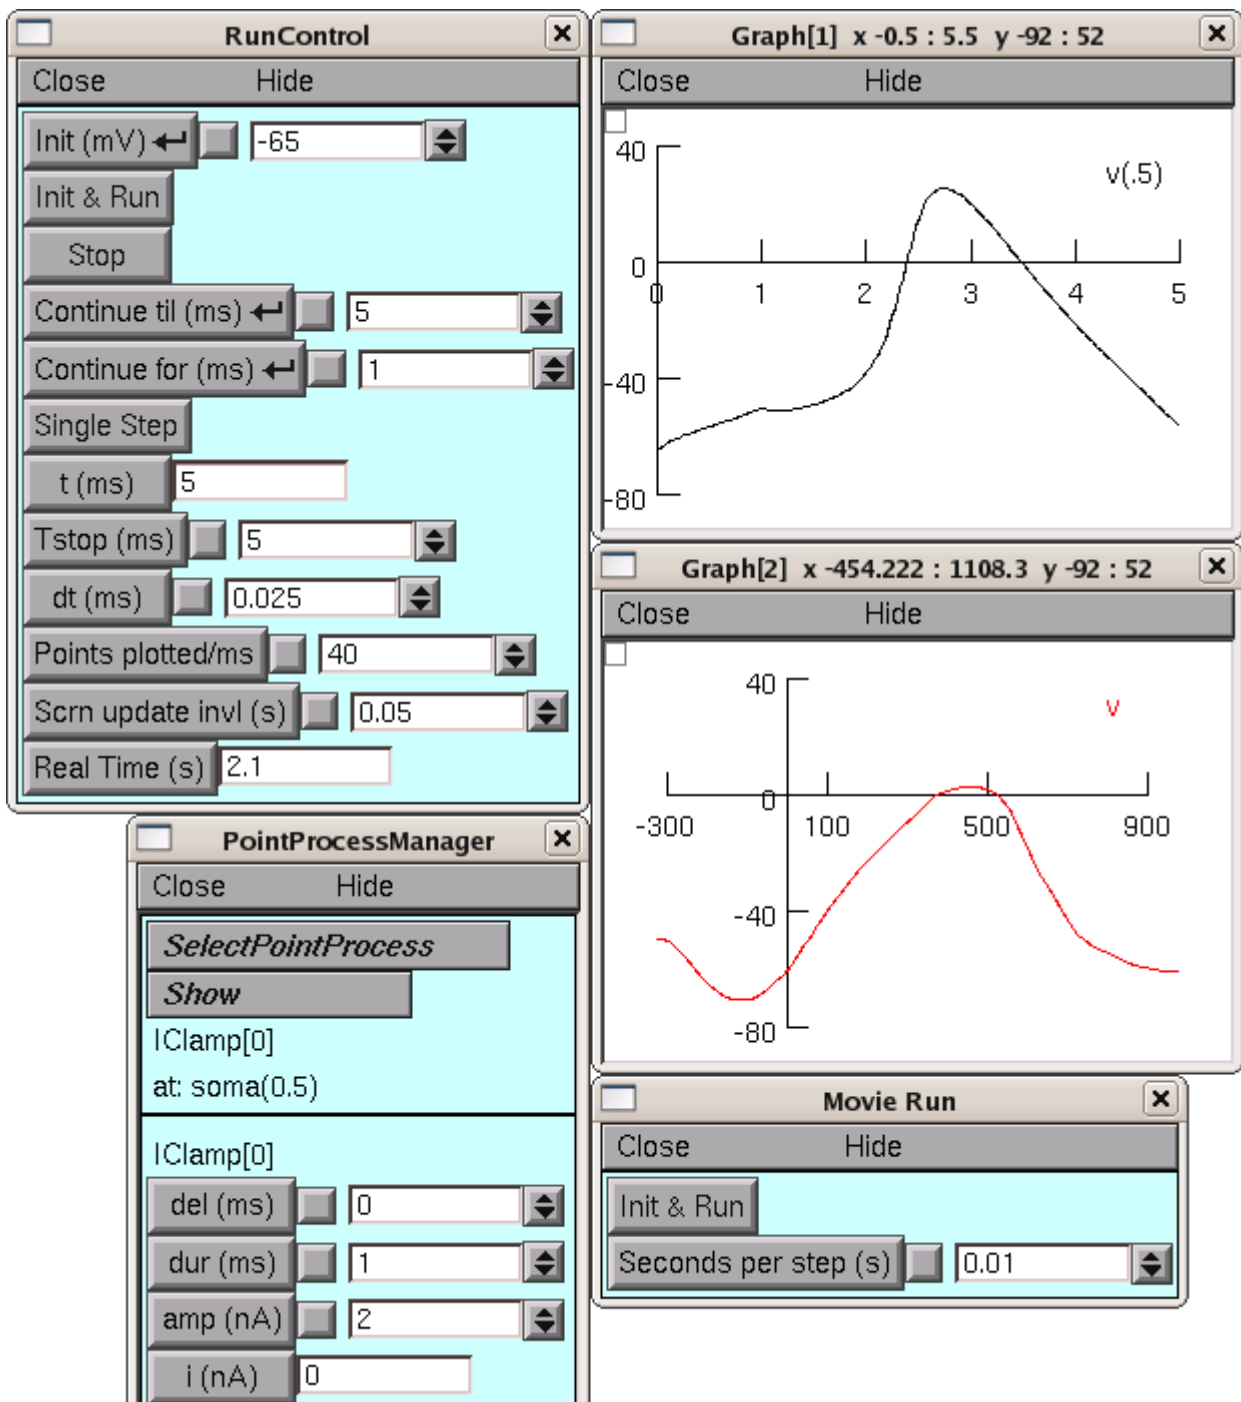 RunControl
Close Hide
Init (mV) -65
Init & Run
Stop
Continue til (ms) 5
Continue for (ms) 1
Single Step
t (ms) 5
Tstop (ms) 5
dt (ms) 0.025
Points plotted/ms 40
Scrn update invl (s) 0.05
Real Time (s) 2.1
Graph[1] x -0.5 : 5.5 y -92 : 52
Close Hide
40
v(.5)
0
0 1 2 3 4 5
-40
-80
Graph[2] x -454.222 : 1108.3 y -92 : 52
Close Hide
40
v
0
-300 100 500 900
-40
-80
PointProcessManager
Close Hide
SelectPointProcess
Show
IClamp[0]
at: soma(0.5)
IClamp[0]
del (ms) 0
dur (ms) 1
amp (nA) 2
i (nA) 0
Movie Run
Close Hide
Init & Run
Seconds per step (s) 0.01